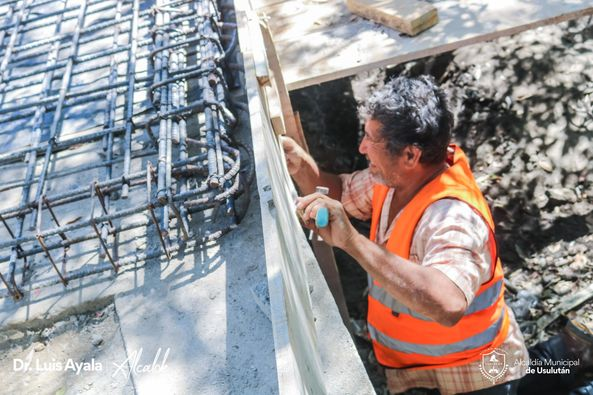 Dr. Luis Ayala | Alcalde
Alcaldía Municipal
de Usulután